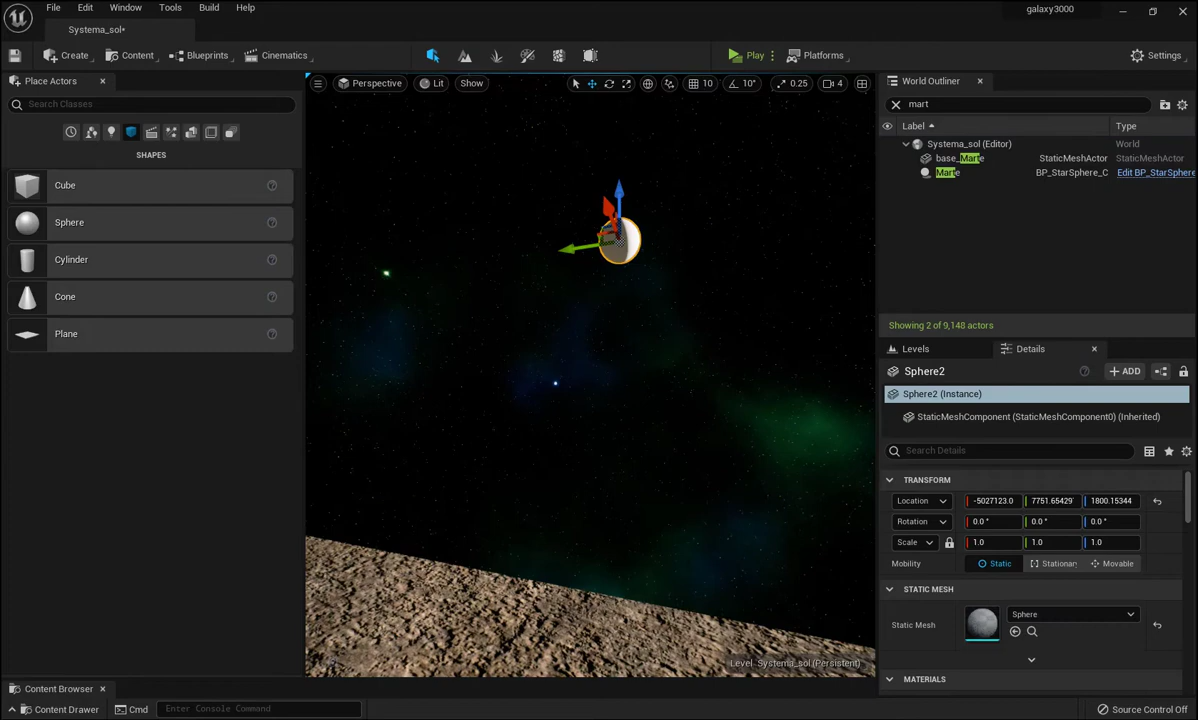 File Edit Window Tools Build Help
galaxy3000
Systema_sol•
Create Content Blueprints Cinematics Play Platforms Settings
Place Actors
Search Classes
SHAPES
Cube
Sphere
Cylinder
Cone
Plane
Perspective Lit Show 10 10° 0.25 4
Level Systema_sol (Persistent)
World Outliner
mart
Label Type
Systema_sol (Editor) World
base_Marte StaticMeshActor StaticMeshActor
Marte BP_StarSphere_C Edit BP_StarSphere
Showing 2 of 9,148 actors
Levels Details
Sphere2 ADD
Sphere2 (Instance)
StaticMeshComponent (StaticMeshComponent0) (Inherited)
Search Details
TRANSFORM
Location -5027123.0 7751.65429 1800.15344
Rotation 0.0 ° 0.0 ° 0.0 °
Scale 1.0 1.0 1.0
Mobility Static Stationary Movable
STATIC MESH
Static Mesh Sphere
MATERIALS
Content Browser
Content Drawer Cmd Enter Console Command Source Control Off